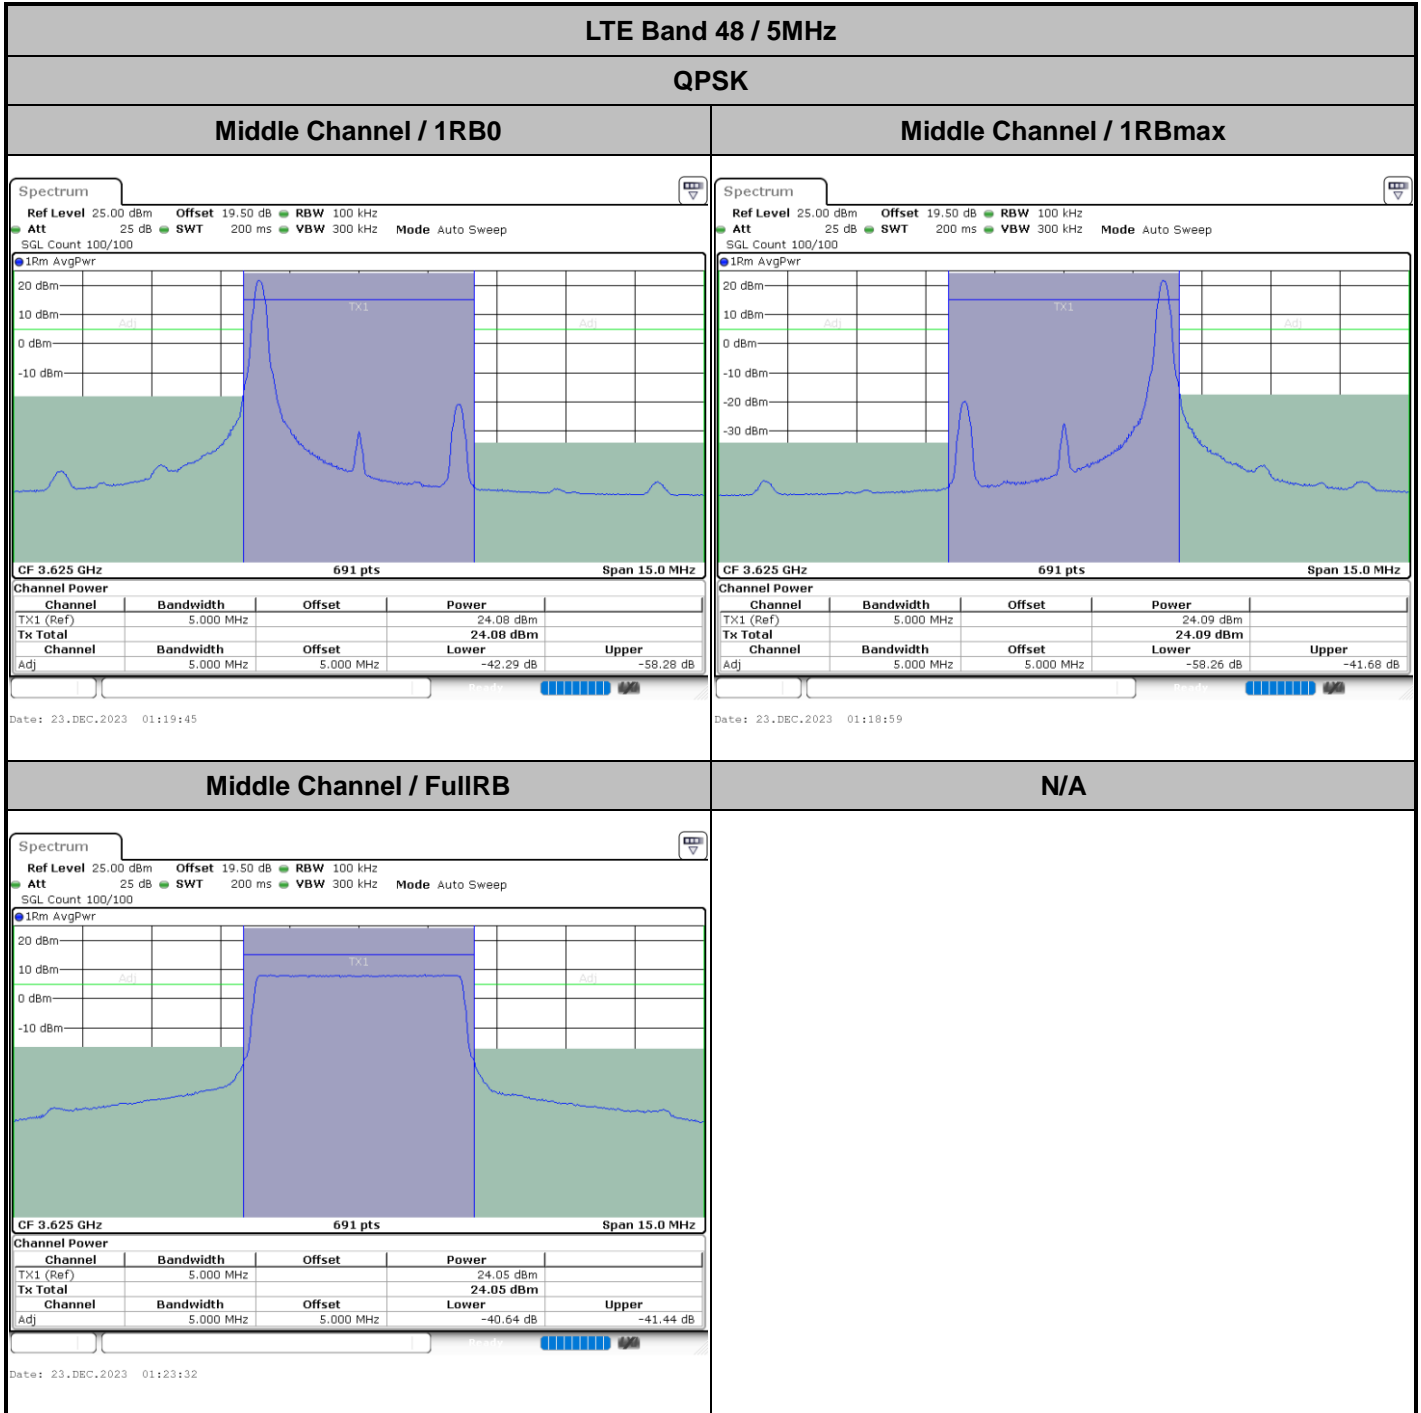 LTE Band 48 / 5MHz
QPSK
Middle Channel / 1RB0
Middle Channel / 1RBmax
Spectrum
Ref Level 25.00 dBm Offset 19.50 dB RBW 100 kHz
Att 25 dB SWT 200 ms VBW 300 kHz Mode Auto Sweep
SGL Count 100/100
1Rm AvgPwr
20 dBm
TX1
10 dBm
Adj
Adj
0 dBm
-10 dBm
CF 3.625 GHz 691 pts Span 15.0 MHz
Channel Power
Channel Bandwidth Offset Power
TX1 (Ref) 5.000 MHz 24.08 dBm
Tx Total 24.08 dBm
Channel Bandwidth Offset Lower Upper
Adj 5.000 MHz 5.000 MHz -42.29 dB -58.28 dB
Ready
Date: 23.DEC.2023 01:19:45
Spectrum
Ref Level 25.00 dBm Offset 19.50 dB RBW 100 kHz
Att 25 dB SWT 200 ms VBW 300 kHz Mode Auto Sweep
SGL Count 100/100
1Rm AvgPwr
20 dBm
TX1
10 dBm
Adj
Adj
0 dBm
-10 dBm
-20 dBm
-30 dBm
CF 3.625 GHz 691 pts Span 15.0 MHz
Channel Power
Channel Bandwidth Offset Power
TX1 (Ref) 5.000 MHz 24.09 dBm
Tx Total 24.09 dBm
Channel Bandwidth Offset Lower Upper
Adj 5.000 MHz 5.000 MHz -58.26 dB -41.68 dB
Ready
Date: 23.DEC.2023 01:18:59
Middle Channel / FullRB
N/A
Spectrum
Ref Level 25.00 dBm Offset 19.50 dB RBW 100 kHz
Att 25 dB SWT 200 ms VBW 300 kHz Mode Auto Sweep
SGL Count 100/100
1Rm AvgPwr
20 dBm
TX1
10 dBm
Adj
Adj
0 dBm
-10 dBm
CF 3.625 GHz 691 pts Span 15.0 MHz
Channel Power
Channel Bandwidth Offset Power
TX1 (Ref) 5.000 MHz 24.05 dBm
Tx Total 24.05 dBm
Channel Bandwidth Offset Lower Upper
Adj 5.000 MHz 5.000 MHz -40.64 dB -41.44 dB
Ready
Date: 23.DEC.2023 01:23:32